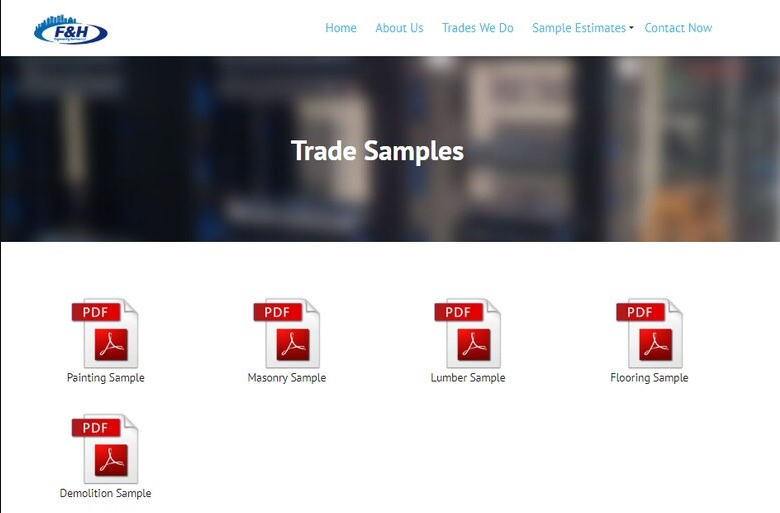 F&H
Home About Us Trades We Do Sample Estimates Contact Now
Trade Samples
PDF PDF PDF PDF
Painting Sample Masonry Sample Lumber Sample Flooring Sample
PDF
Demolition Sample